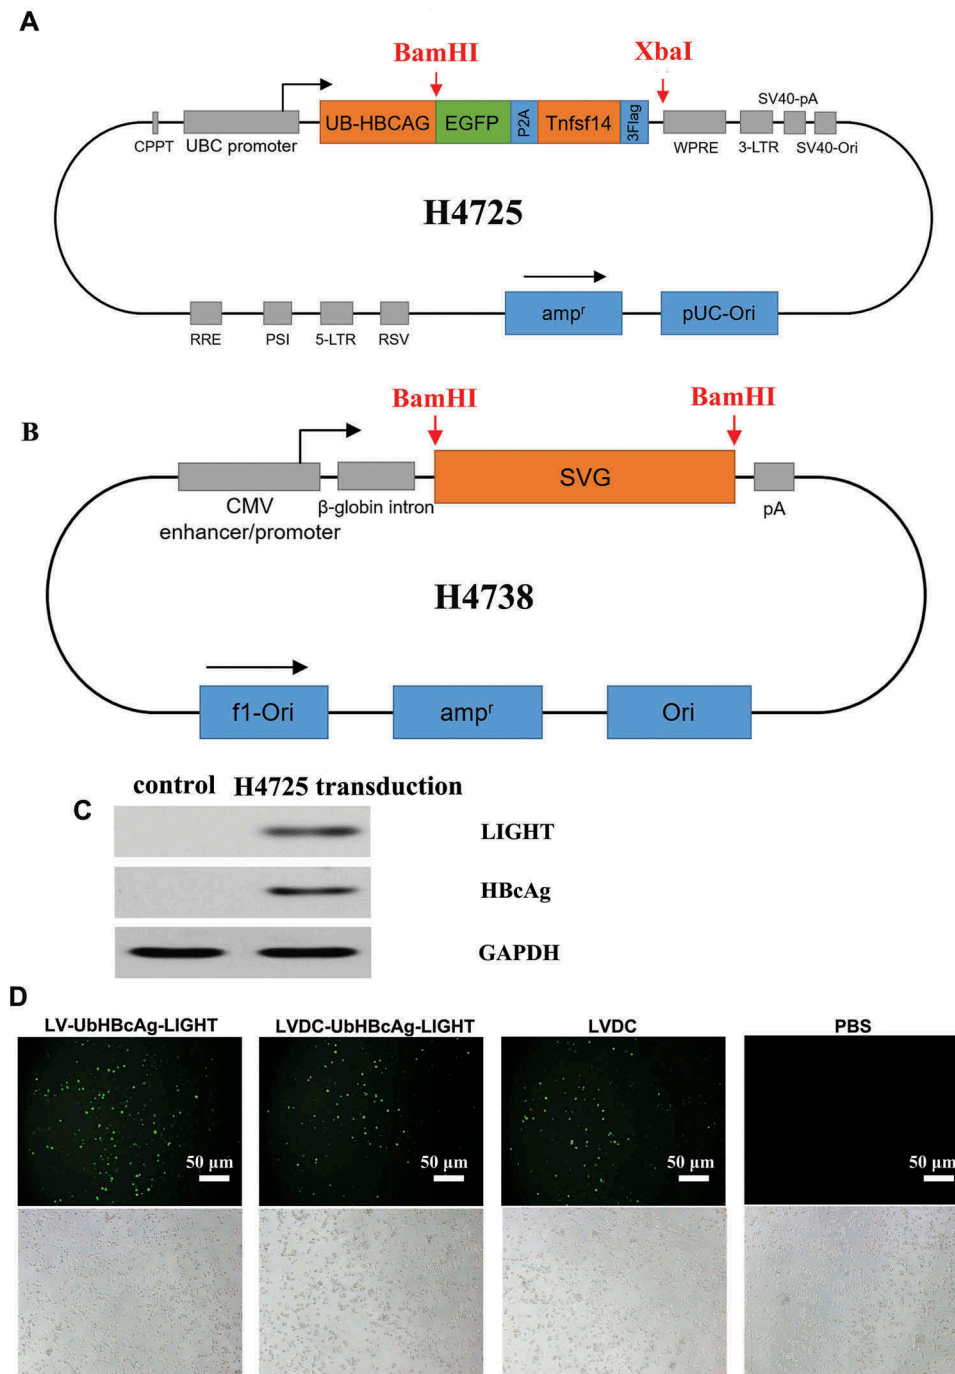 A
BamHI
XbaI
SV40-pA
UB-HBCAG
EGFP
P2A
Tnfsf14
3Flag
CPPT
UBC promoter
WPRE
3-LTR
SV40-Ori
H4725
ampʳ
pUC-Ori
RRE
PSI
5-LTR
RSV
B
BamHI
BamHI
SVG
CMV
enhancer/promoter
β-globin intron
pA
H4738
f1-Ori
ampʳ
Ori
C
control
H4725 transduction
LIGHT
HBcAg
GAPDH
D
LV-UbHBcAg-LIGHT
LVDC-UbHBcAg-LIGHT
LVDC
PBS
50 µm
50 µm
50 µm
50 µm